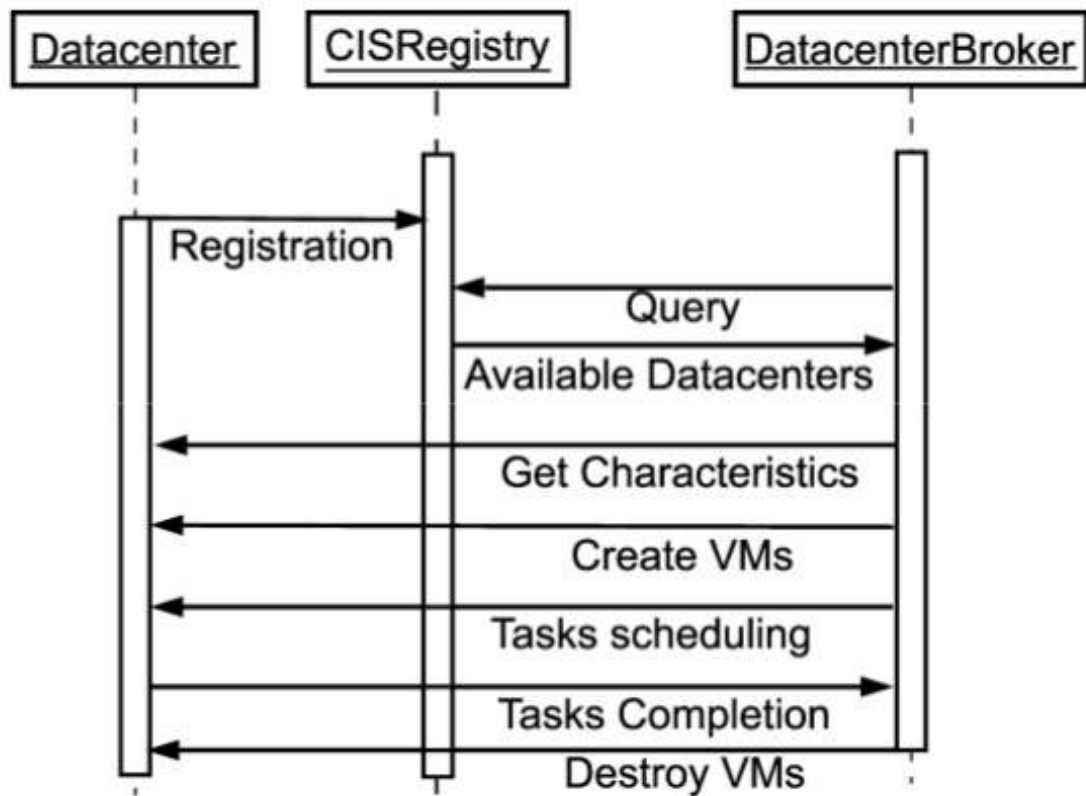 Datacenter
CISRegistry
DatacenterBroker
Registration
Query
Available Datacenters
Get Characteristics
Create VMs
Tasks scheduling
Tasks Completion
Destroy VMs